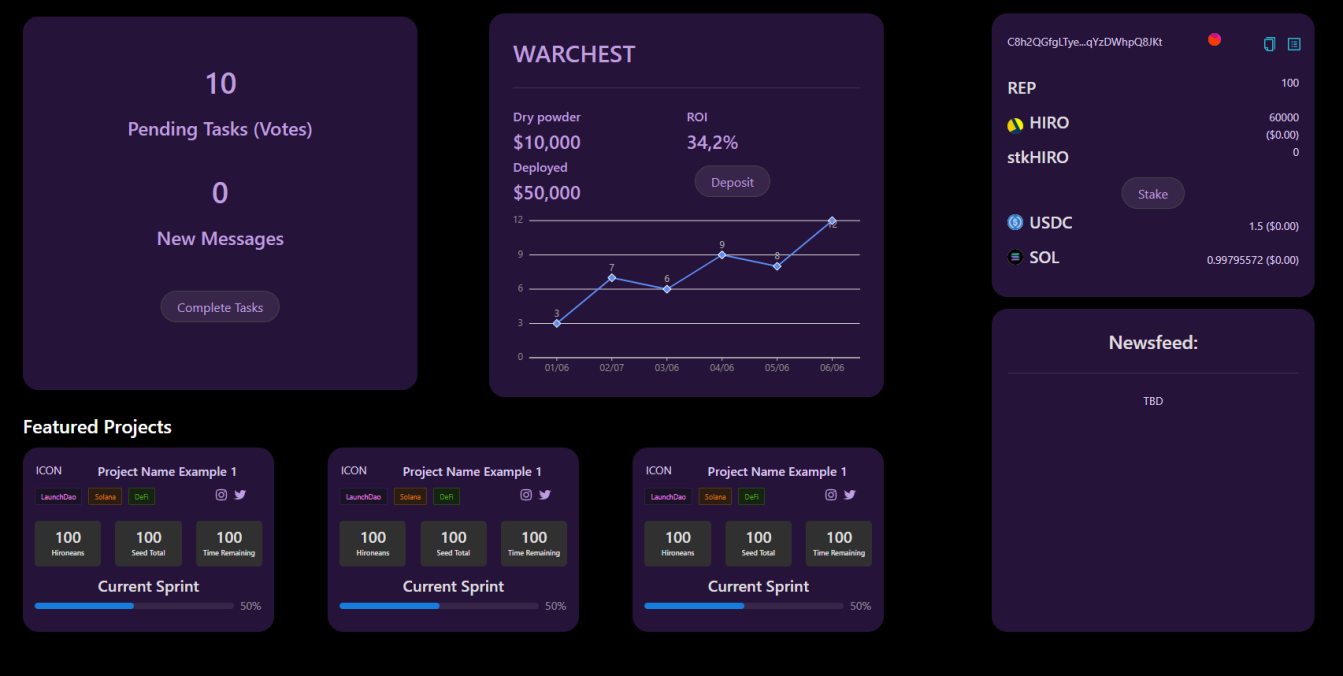 10
Pending Tasks (Votes)
0
New Messages
Complete Tasks
WARCHEST
Dry powder
$10,000
ROI
34,2%
Deployed
$50,000
Deposit
12
9
6
3
0
3
7
6
9
8
12
01/06
02/07
03/06
04/06
05/06
06/06
C8h2QGfgLTye...qYzDWhpQ8JKt
REP
100
HIRO
60000
($0.00)
stkHIRO
0
Stake
USDC
1.5 ($0.00)
SOL
0.99795572 ($0.00)
Newsfeed:
TBD
Featured Projects
ICON
Project Name Example 1
LaunchDao
Solana
DeFi
100
Hironeans
100
Seed Total
100
Time Remaining
Current Sprint
50%
ICON
Project Name Example 1
LaunchDao
Solana
DeFi
100
Hironeans
100
Seed Total
100
Time Remaining
Current Sprint
50%
ICON
Project Name Example 1
LaunchDao
Solana
DeFi
100
Hironeans
100
Seed Total
100
Time Remaining
Current Sprint
50%